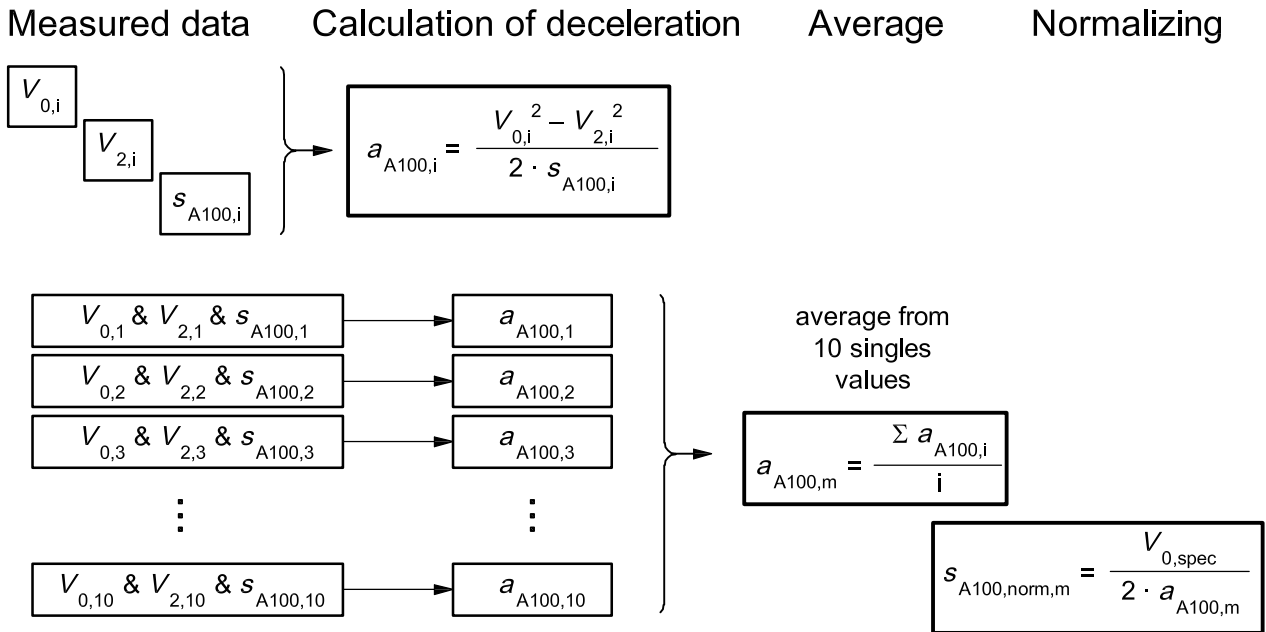 Measured data Calculation of deceleration Average Normalizing
V0,i
V2,i
sA100,i
aA100,i = V0,i² – V2,i² / 2 · sA100,i
V0,1 & V2,1 & sA100,1 aA100,1
V0,2 & V2,2 & sA100,2 aA100,2
V0,3 & V2,3 & sA100,3 aA100,3
⋮ ⋮
V0,10 & V2,10 & sA100,10 aA100,10
average from
10 singles
values
aA100,m = Σ aA100,i / i
sA100,norm,m = V0,spec / 2 · aA100,m